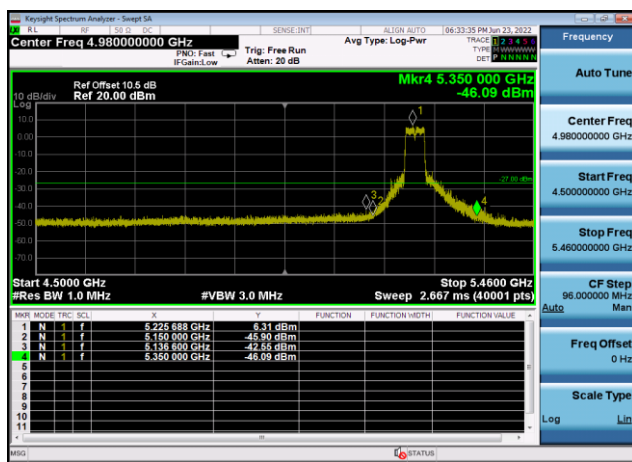 Keysight Spectrum Analyzer - Swept SA
RL RF 50 Ω DC SENSE:INT ALIGN AUTO 06:33:35 PM Jun 23, 2022
Center Freq 4.980000000 GHz
PNO: Fast
IFGain:Low
Trig: Free Run
Atten: 20 dB
Avg Type: Log-Pwr
TRACE 1 2 3 4 5 6
TYPE MWWWWW
DET P NNNNN
Ref Offset 10.5 dB
10 dB/div Ref 20.00 dBm
Mkr4 5.350 000 GHz
-46.09 dBm
Log
10.0
0.00
-10.0
-20.0
-27.00 dBm
-30.0
-40.0
-50.0
-60.0
-70.0
1
3
2
4
Start 4.5000 GHz Stop 5.4600 GHz
#Res BW 1.0 MHz #VBW 3.0 MHz Sweep 2.667 ms (40001 pts)
MKR MODE TRC SCL X Y FUNCTION FUNCTION WIDTH FUNCTION VALUE
1 N 1 f 5.225 688 GHz 6.31 dBm
2 N 1 f 5.150 000 GHz -45.90 dBm
3 N 1 f 5.136 600 GHz -42.55 dBm
4 N 1 f 5.350 000 GHz -46.09 dBm
5
6
7
8
9
10
11
MSG STATUS
Frequency
Auto Tune
Center Freq
4.980000000 GHz
Start Freq
4.500000000 GHz
Stop Freq
5.460000000 GHz
CF Step
96.000000 MHz
Auto Man
Freq Offset
0 Hz
Scale Type
Log Lin